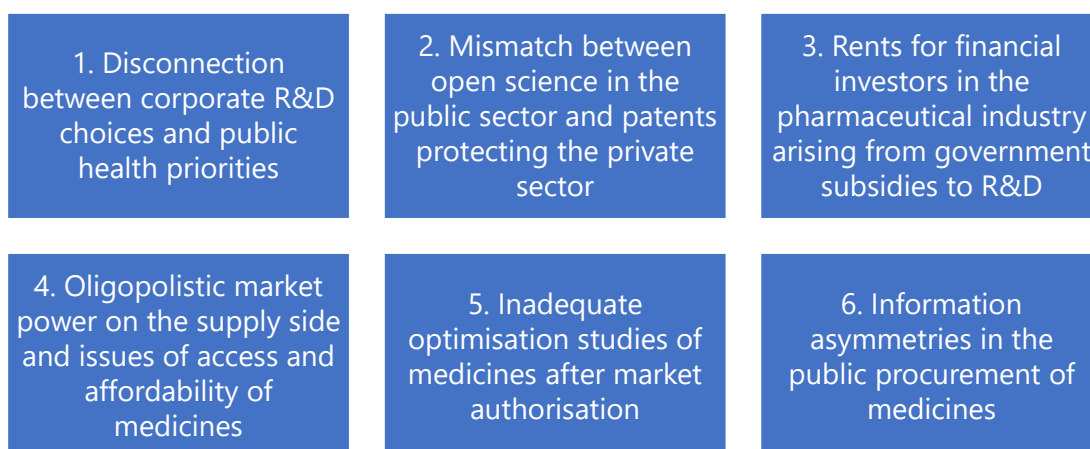 1. Disconnection
between corporate R&D
choices and public
health priorities
2. Mismatch between
open science in the
public sector and patents
protecting the private
sector
3. Rents for financial
investors in the
pharmaceutical industry
arising from government
subsidies to R&D
4. Oligopolistic market
power on the supply side
and issues of access and
affordability of
medicines
5. Inadequate
optimisation studies of
medicines after market
authorisation
6. Information
asymmetries in the
public procurement of
medicines